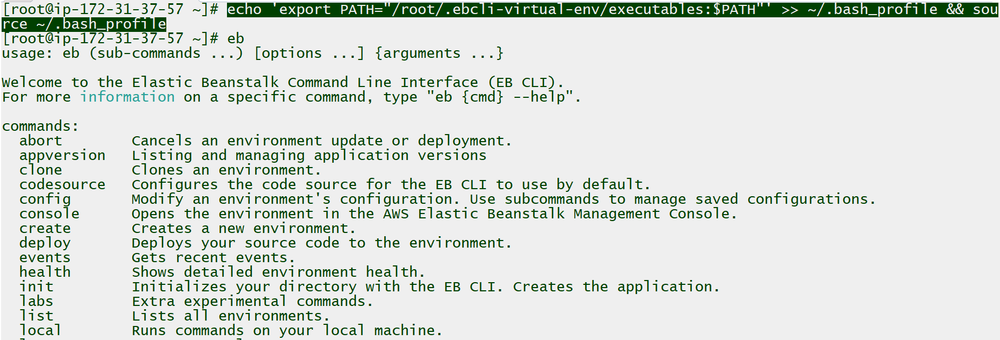 [root@ip-172-31-37-57 ~]# echo 'export PATH="/root/.ebcli-virtual-env/executables:$PATH"' >> ~/.bash_profile && sou
rce ~/.bash_profile
[root@ip-172-31-37-57 ~]# eb
usage: eb (sub-commands ...) [options ...] {arguments ...}

Welcome to the Elastic Beanstalk Command Line Interface (EB CLI).
For more information on a specific command, type "eb {cmd} --help".

commands:
  abort        Cancels an environment update or deployment.
  appversion   Listing and managing application versions
  clone        Clones an environment.
  codesource   Configures the code source for the EB CLI to use by default.
  config       Modify an environment's configuration. Use subcommands to manage saved configurations.
  console      Opens the environment in the AWS Elastic Beanstalk Management Console.
  create       Creates a new environment.
  deploy       Deploys your source code to the environment.
  events       Gets recent events.
  health       Shows detailed environment health.
  init         Initializes your directory with the EB CLI. Creates the application.
  labs         Extra experimental commands.
  list         Lists all environments.
  local        Runs commands on your local machine.